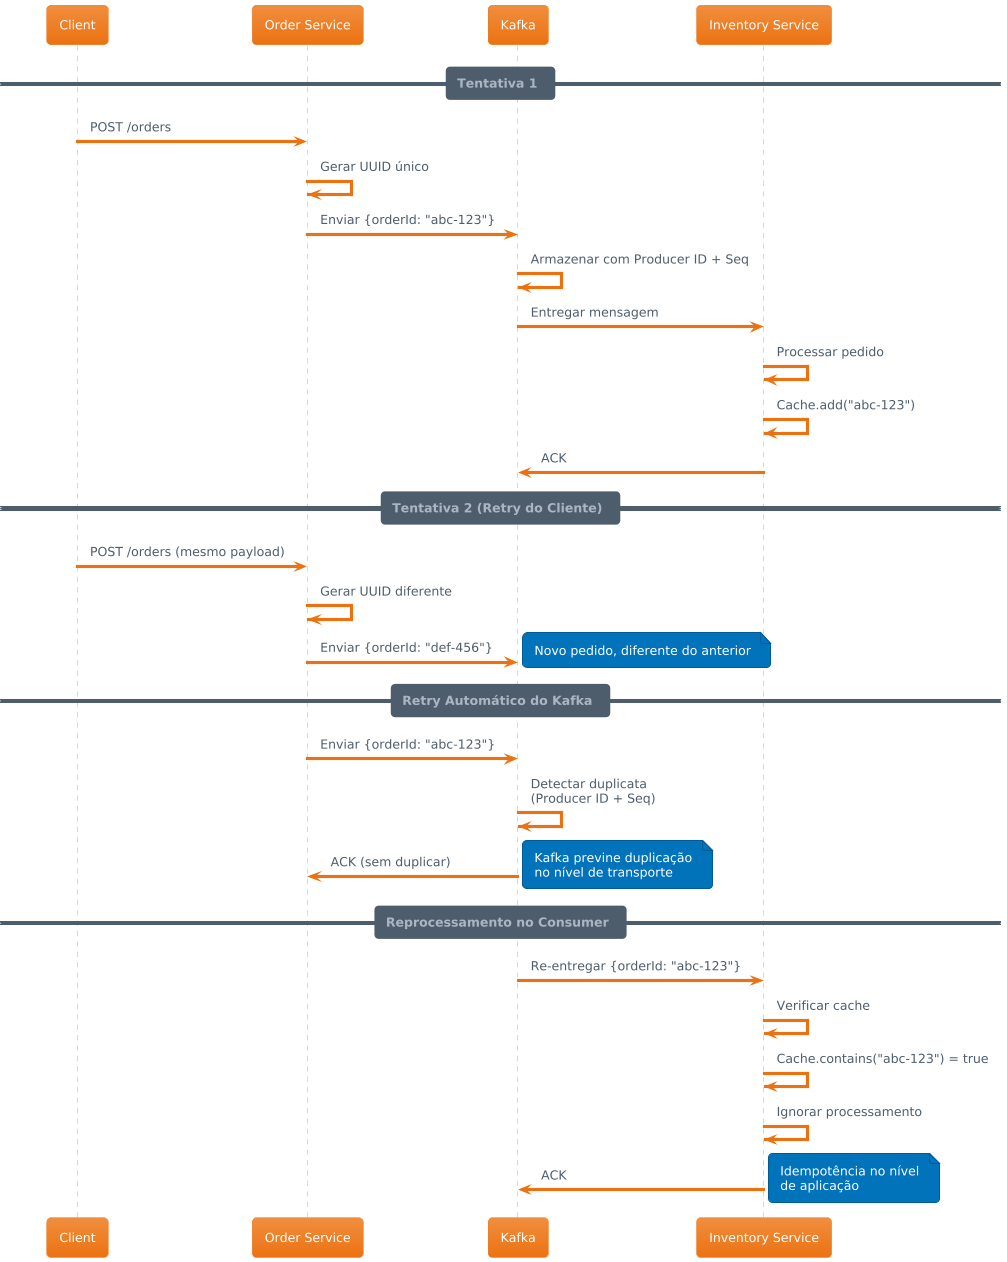 Client
Order Service
Kafka
Inventory Service
Tentativa 1
POST /orders
Gerar UUID único
Enviar {orderId: "abc-123"}
Armazenar com Producer ID + Seq
Entregar mensagem
Processar pedido
Cache.add("abc-123")
ACK
Tentativa 2 (Retry do Cliente)
POST /orders (mesmo payload)
Gerar UUID diferente
Enviar {orderId: "def-456"}
Novo pedido, diferente do anterior
Retry Automático do Kafka
Enviar {orderId: "abc-123"}
Detectar duplicata
(Producer ID + Seq)
ACK (sem duplicar)
Kafka previne duplicação
no nível de transporte
Reprocessamento no Consumer
Re-entregar {orderId: "abc-123"}
Verificar cache
Cache.contains("abc-123") = true
Ignorar processamento
ACK
Idempotência no nível
de aplicação
Client
Order Service
Kafka
Inventory Service